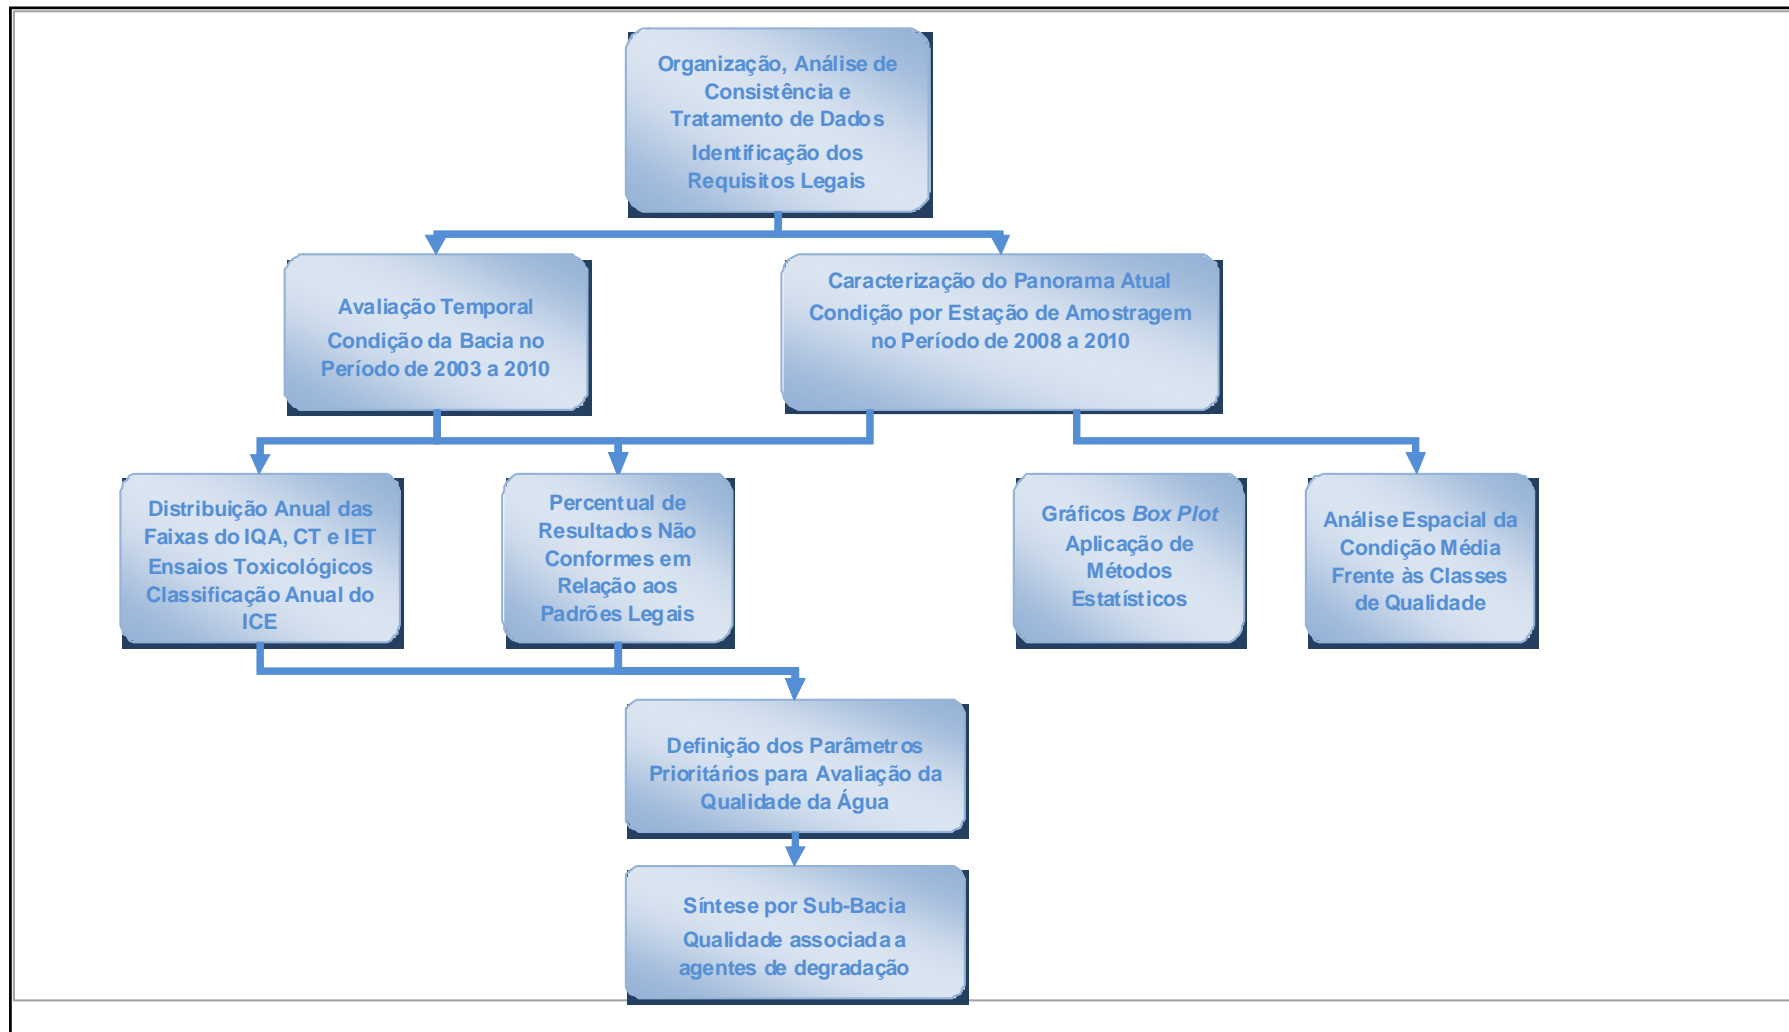 Organização, Análise de
Consistência e
Tratamento de Dados
Identificação dos
Requisitos Legais
Avaliação Temporal
Condição da Bacia no
Período de 2003 a 2010
Caracterização do Panorama Atual
Condição por Estação de Amostragem
no Período de 2008 a 2010
Distribuição Anual das
Faixas do IQA, CT e IET
Ensaios Toxicológicos
Classificação Anual do
ICE
Percentual de
Resultados Não
Conformes em
Relação aos
Padrões Legais
Gráficos Box Plot
Aplicação de
Métodos
Estatísticos
Análise Espacial da
Condição Média
Frente às Classes
de Qualidade
Definição dos Parâmetros
Prioritários para Avaliação da
Qualidade da Água
Síntese por Sub-Bacia
Qualidade associada a
agentes de degradação